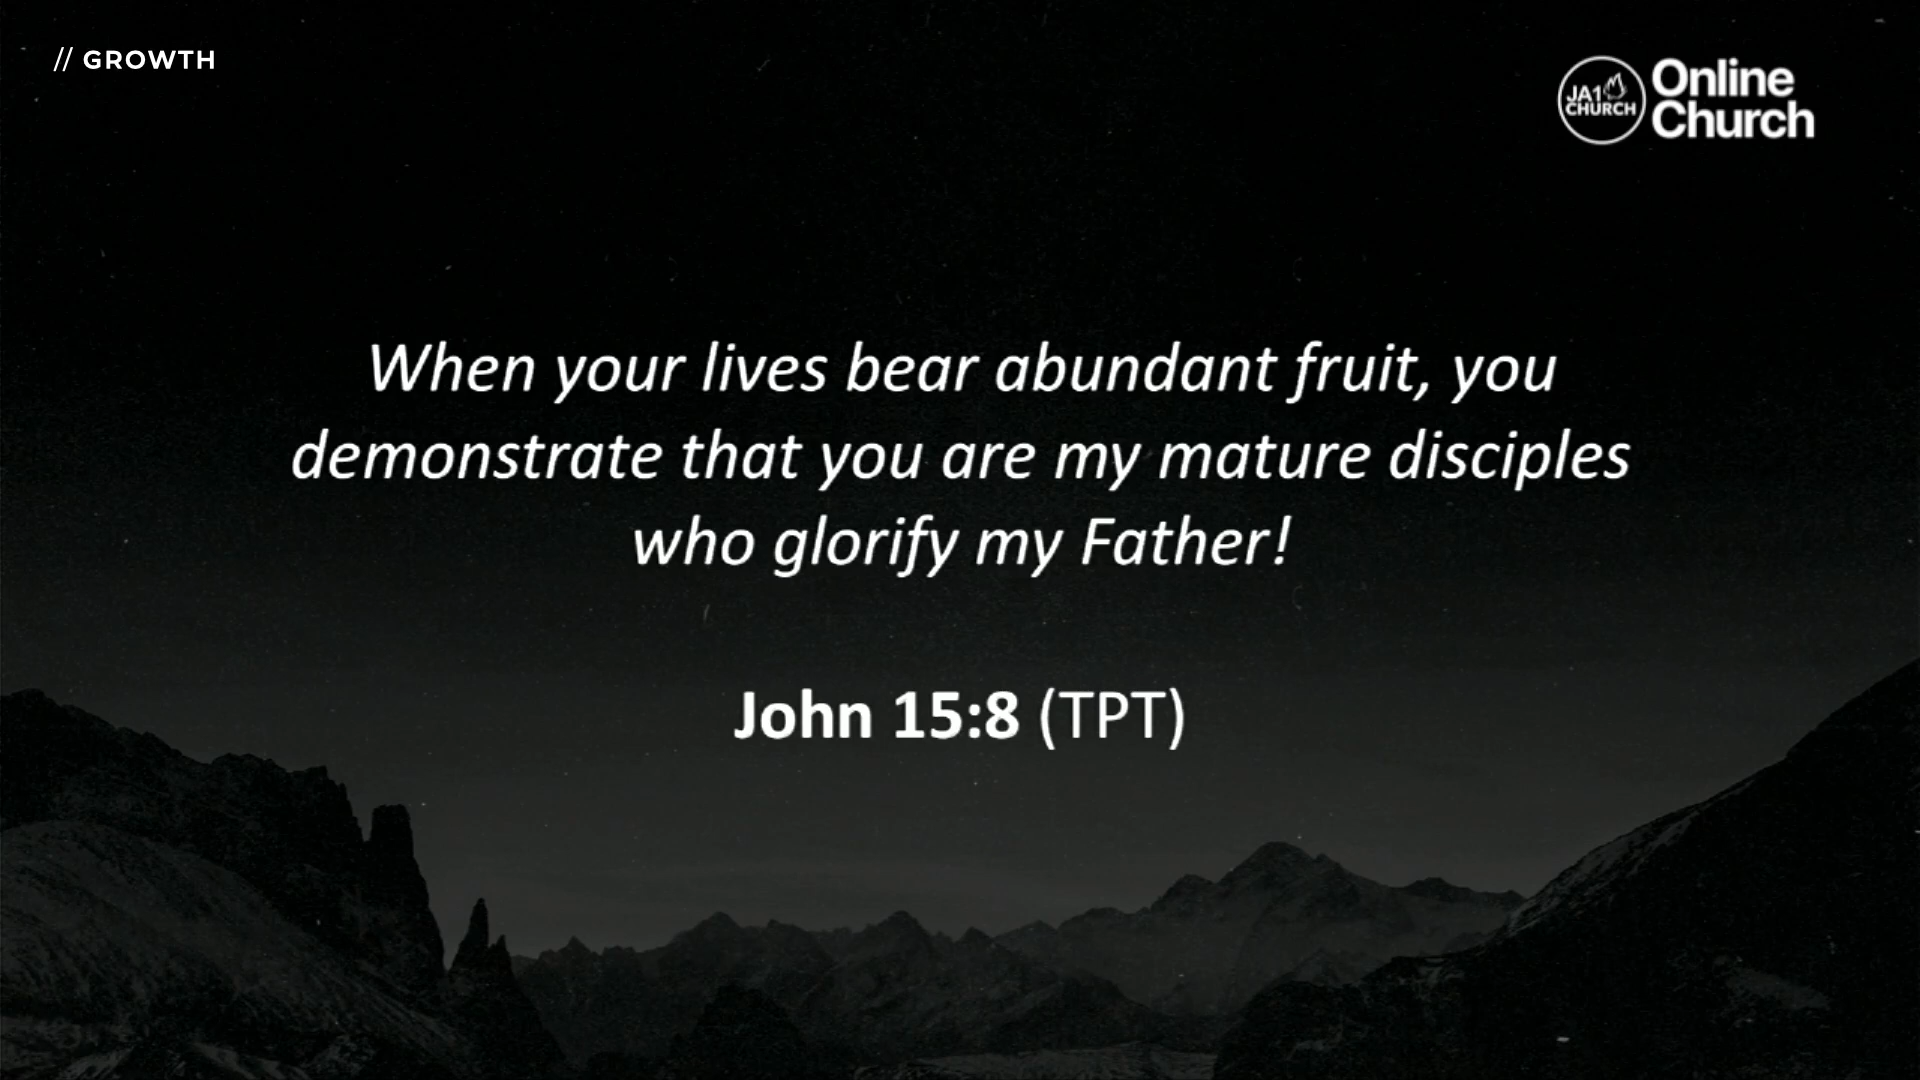 // GROWTH
JA1
CHURCH
Online
Church
When your lives bear abundant fruit, you
demonstrate that you are my mature disciples
who glorify my Father!
John 15:8 (TPT)